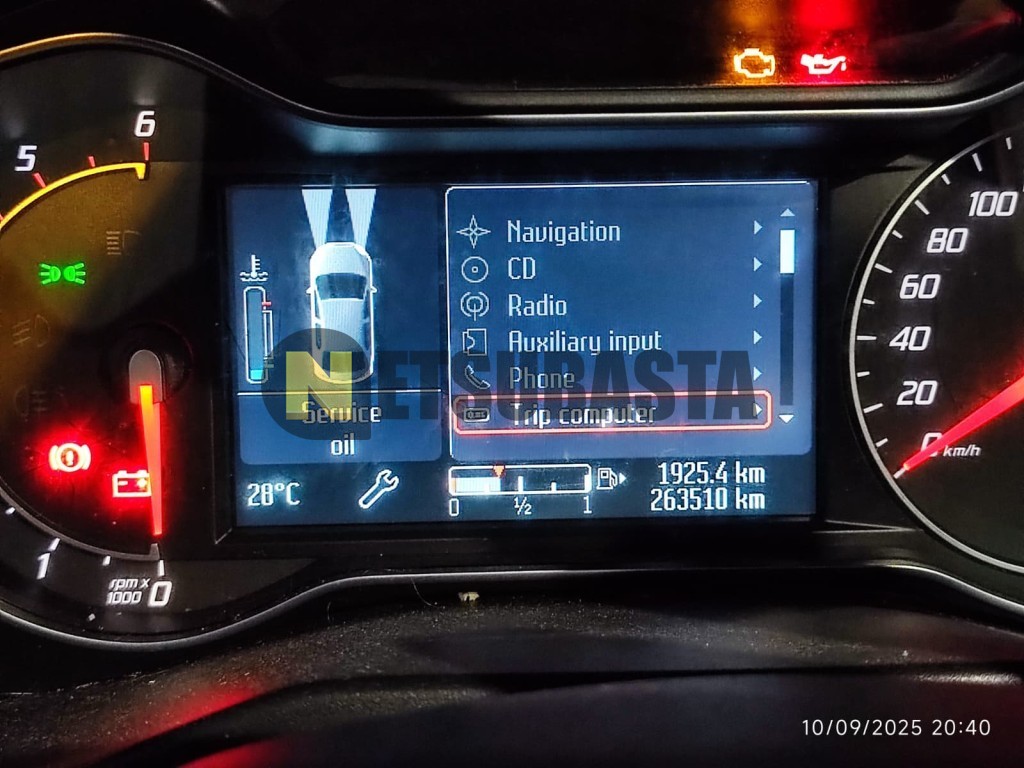 5
6
Navigation
CD
Radio
Auxiliary input
Phone
Trip computer
NETSUBASTA
Service
oil
28°C
0 ½ 1
1925.4 km
263510 km
1
rpm x
1000
0
100
80
60
40
20
0 km/h
10/09/2025 20:40